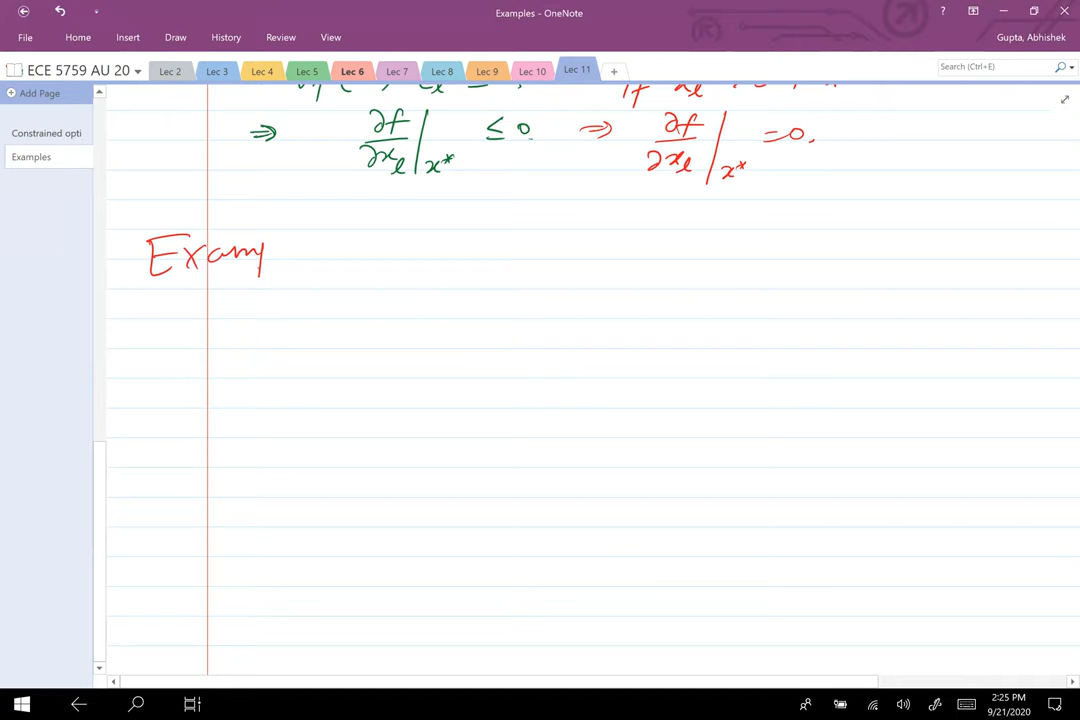 Examples - OneNote
File Home Insert Draw History Review View
Gupta, Abhishek
ECE 5759 AU 20
Lec 2 Lec 3 Lec 4 Lec 5 Lec 6 Lec 7 Lec 8 Lec 9 Lec 10 Lec 11
Search (Ctrl+E)
Add Page
Constrained opti
Examples
⇒ ∂f/∂x_ℓ |_{x*} ≤ 0 ⇒ ∂f/∂x_ℓ |_{x*} = 0.
Examp
2:25 PM
9/21/2020